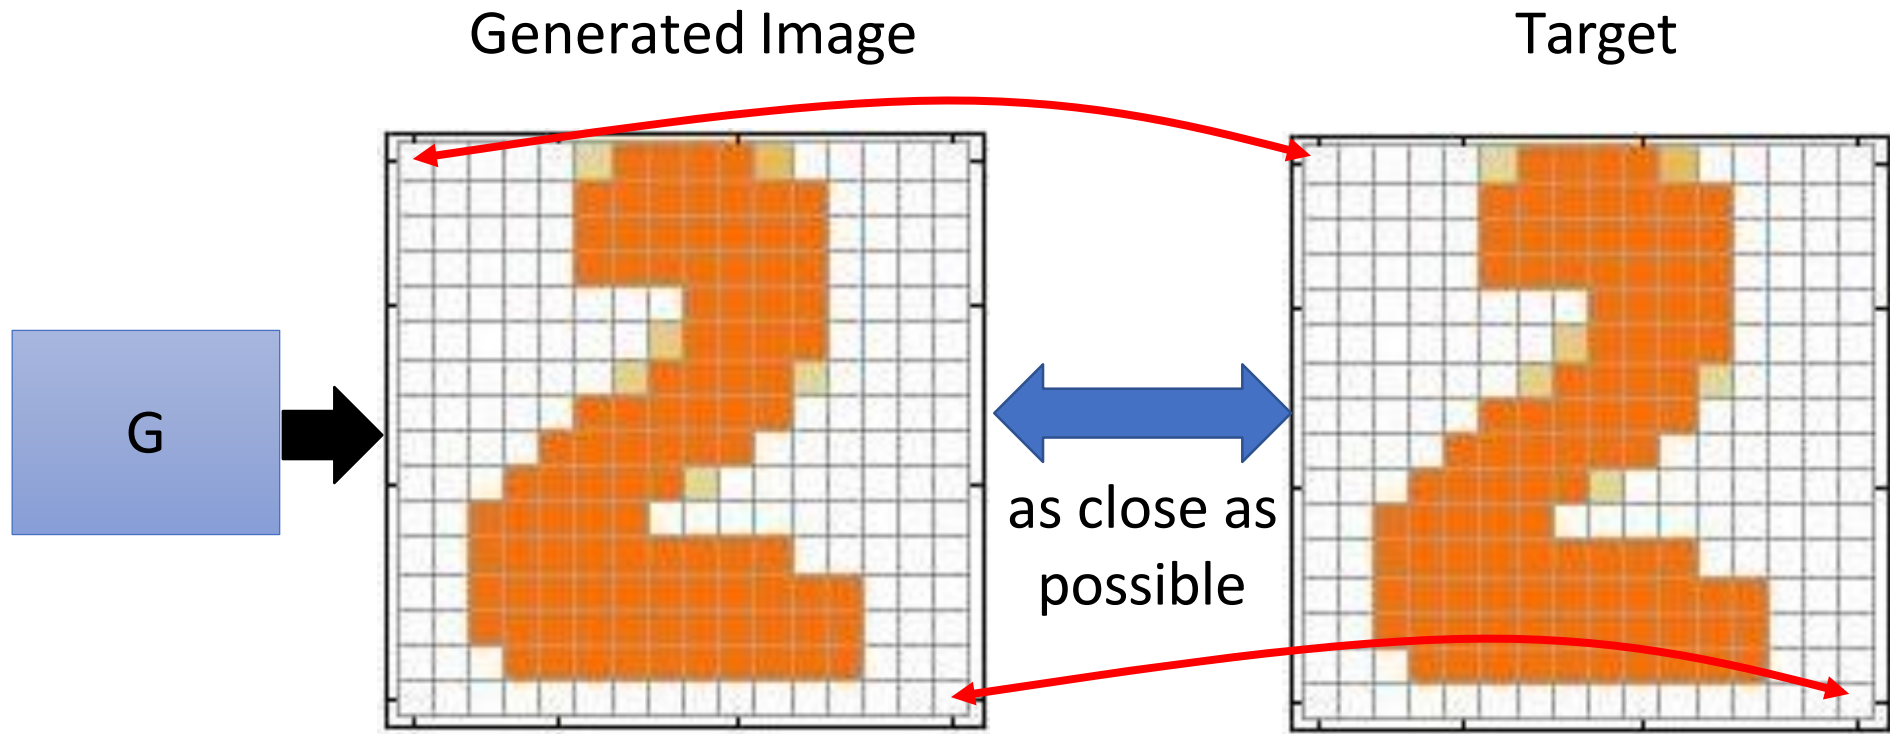 Generated Image
Target
G
as close as
possible